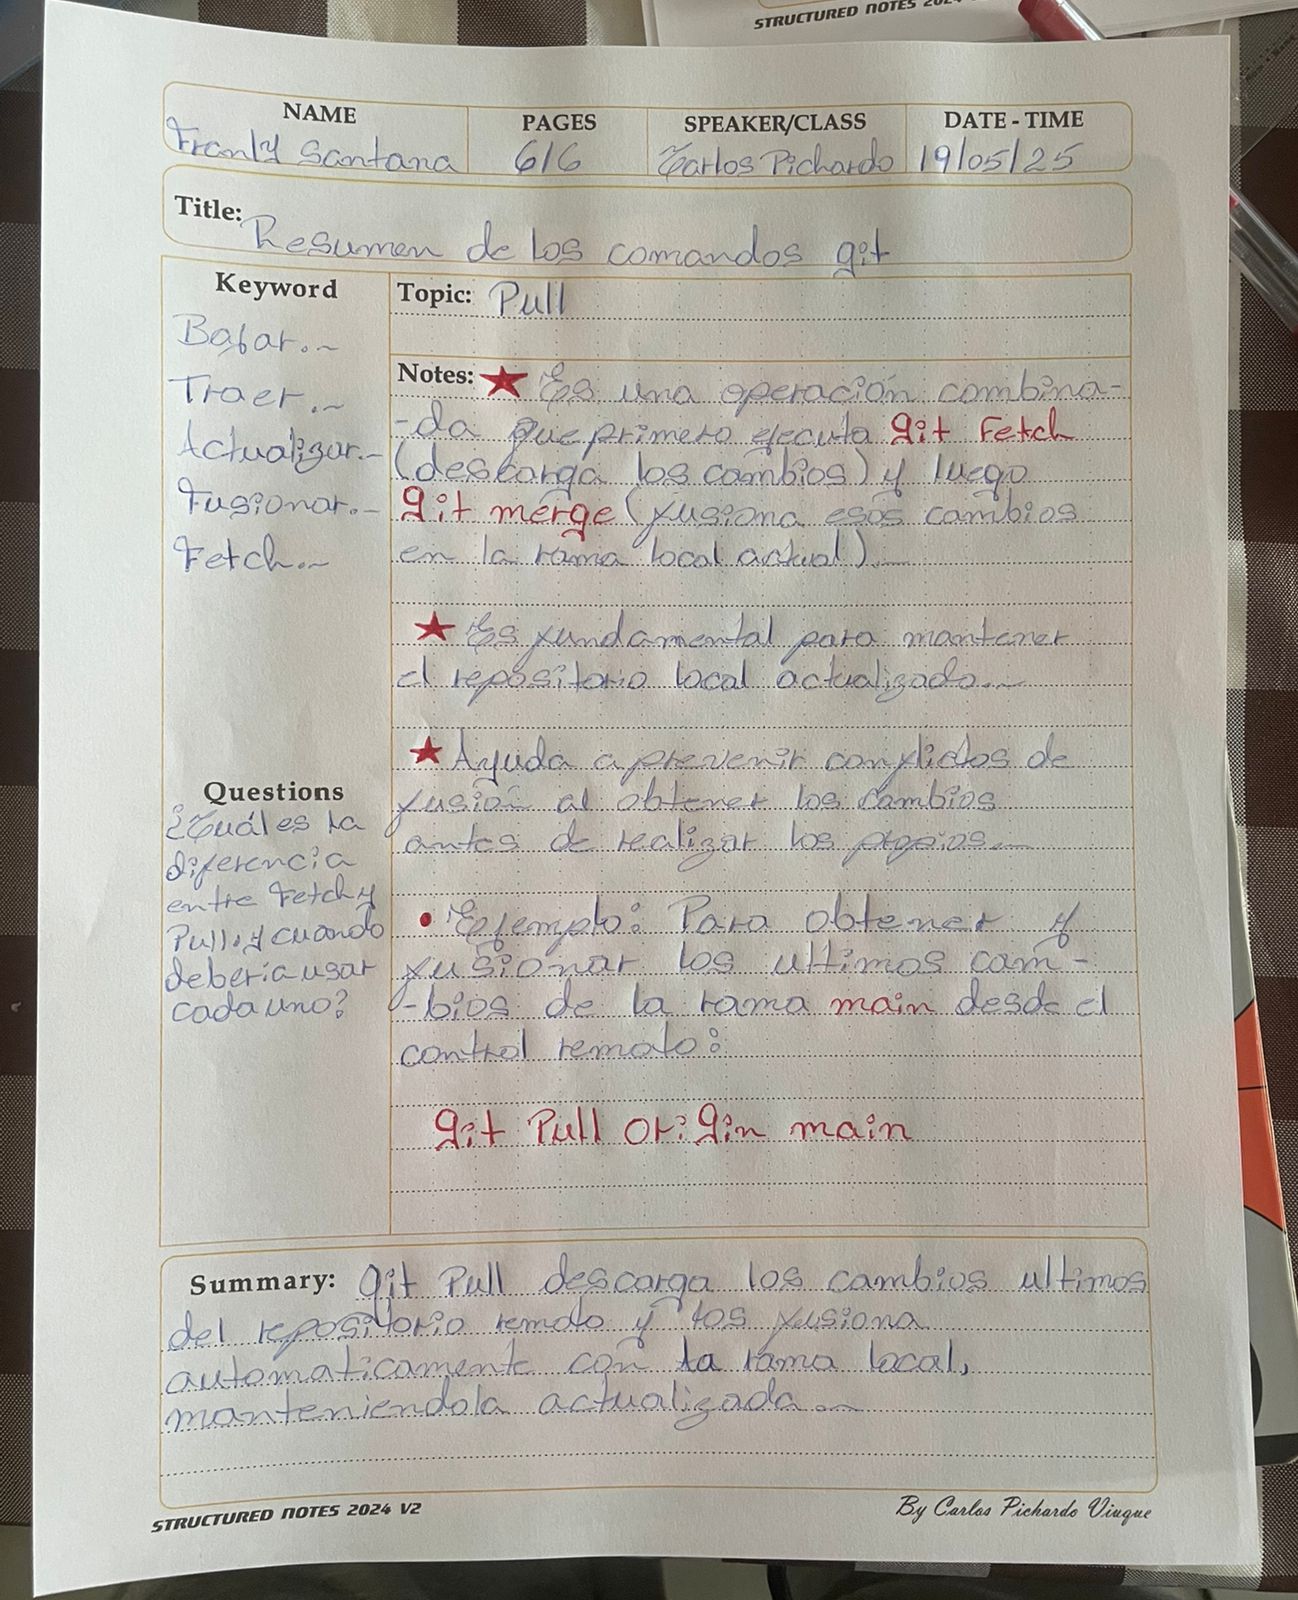 STRUCTURED NOTES 2024
NAME
Franly Santana
PAGES
6/6
SPEAKER/CLASS
Carlos Pichardo
DATE - TIME
19/05/25
Title:
Resumen de los comandos git
Keyword
Bajar.~
Traer.~
Actualizar.~
Fusionar.~
Fetch.~
Questions
¿Cuál es la
diferencia
entre Fetch y
Pull, y cuando
debería usar
cada uno?
Topic: Pull
Notes: ★ Es una operación combina-
-da que primero ejecuta git Fetch
(descarga los cambios) y luego
git merge (fusiona esos cambios
en la rama local actual).~
★ Es fundamental para mantener
el repositorio local actualizado.~
★ Ayuda a prevenir conflictos de
fusión al obtener los cambios
antes de realizar los propios.~
• Ejemplo: Para obtener y
fusionar los ultimos cam-
-bios de la rama main desde el
control remoto:
git Pull origin main
Summary: git Pull descarga los cambios ultimos
del repositorio remoto y los fusiona
automaticamente con la rama local,
manteniendola actualizada.~
STRUCTURED NOTES 2024 V2
By Carlos Pichardo Viuque